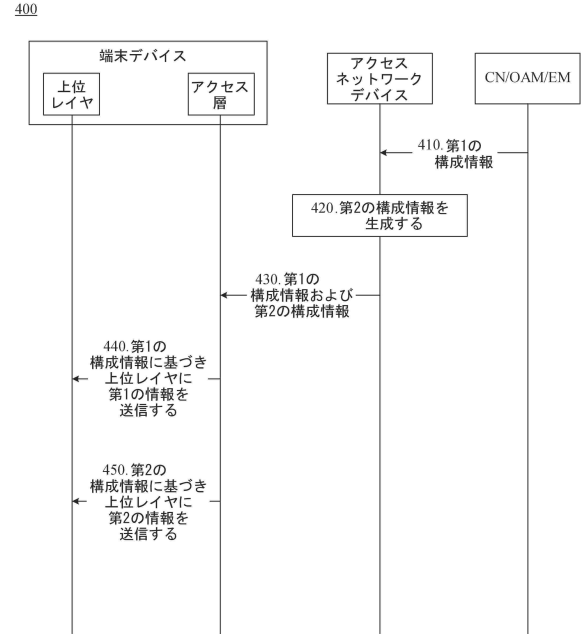 400
端末デバイス
上位
レイヤ
アクセス
層
アクセス
ネットワーク
デバイス
CN/OAM/EM
410.第1の
構成情報
420.第2の構成情報を
生成する
430.第1の
構成情報および
第2の構成情報
440.第1の
構成情報に基づき
上位レイヤに
第1の情報を
送信する
450.第2の
構成情報に基づき
上位レイヤに
第2の情報を
送信する